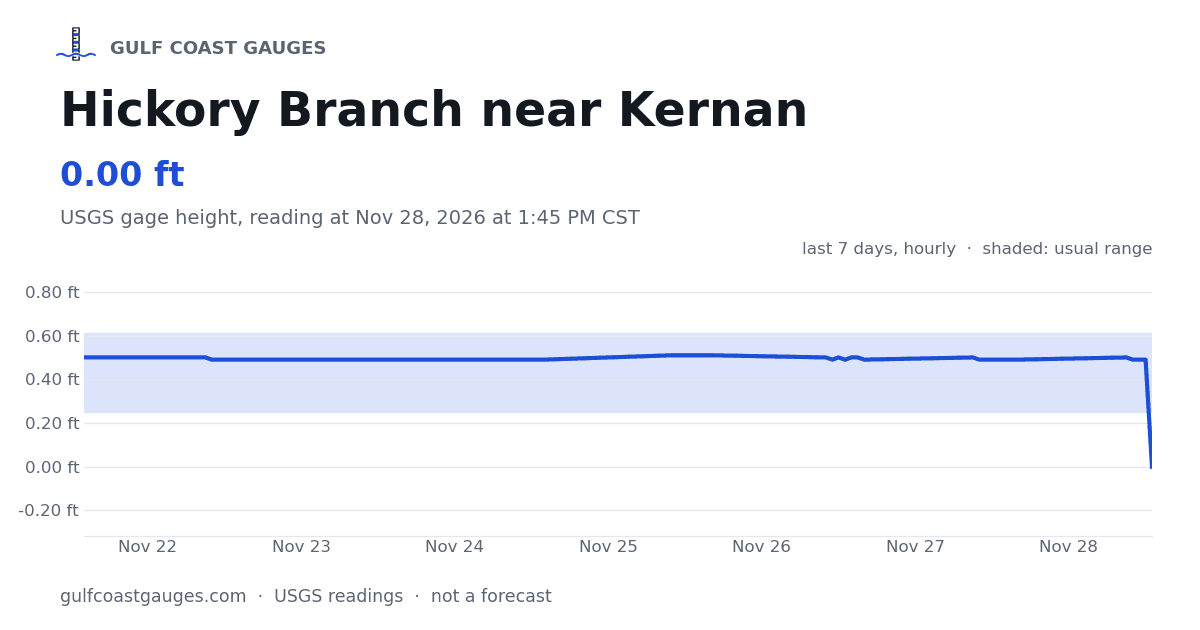 GULF COAST GAUGES
Hickory Branch near Kernan
0.00 ft
USGS gage height, reading at Nov 28, 2026 at 1:45 PM CST
last 7 days, hourly · shaded: usual range
0.80 ft
0.60 ft
0.40 ft
0.20 ft
0.00 ft
-0.20 ft
Nov 22 Nov 23 Nov 24 Nov 25 Nov 26 Nov 27 Nov 28
gulfcoastgauges.com · USGS readings · not a forecast